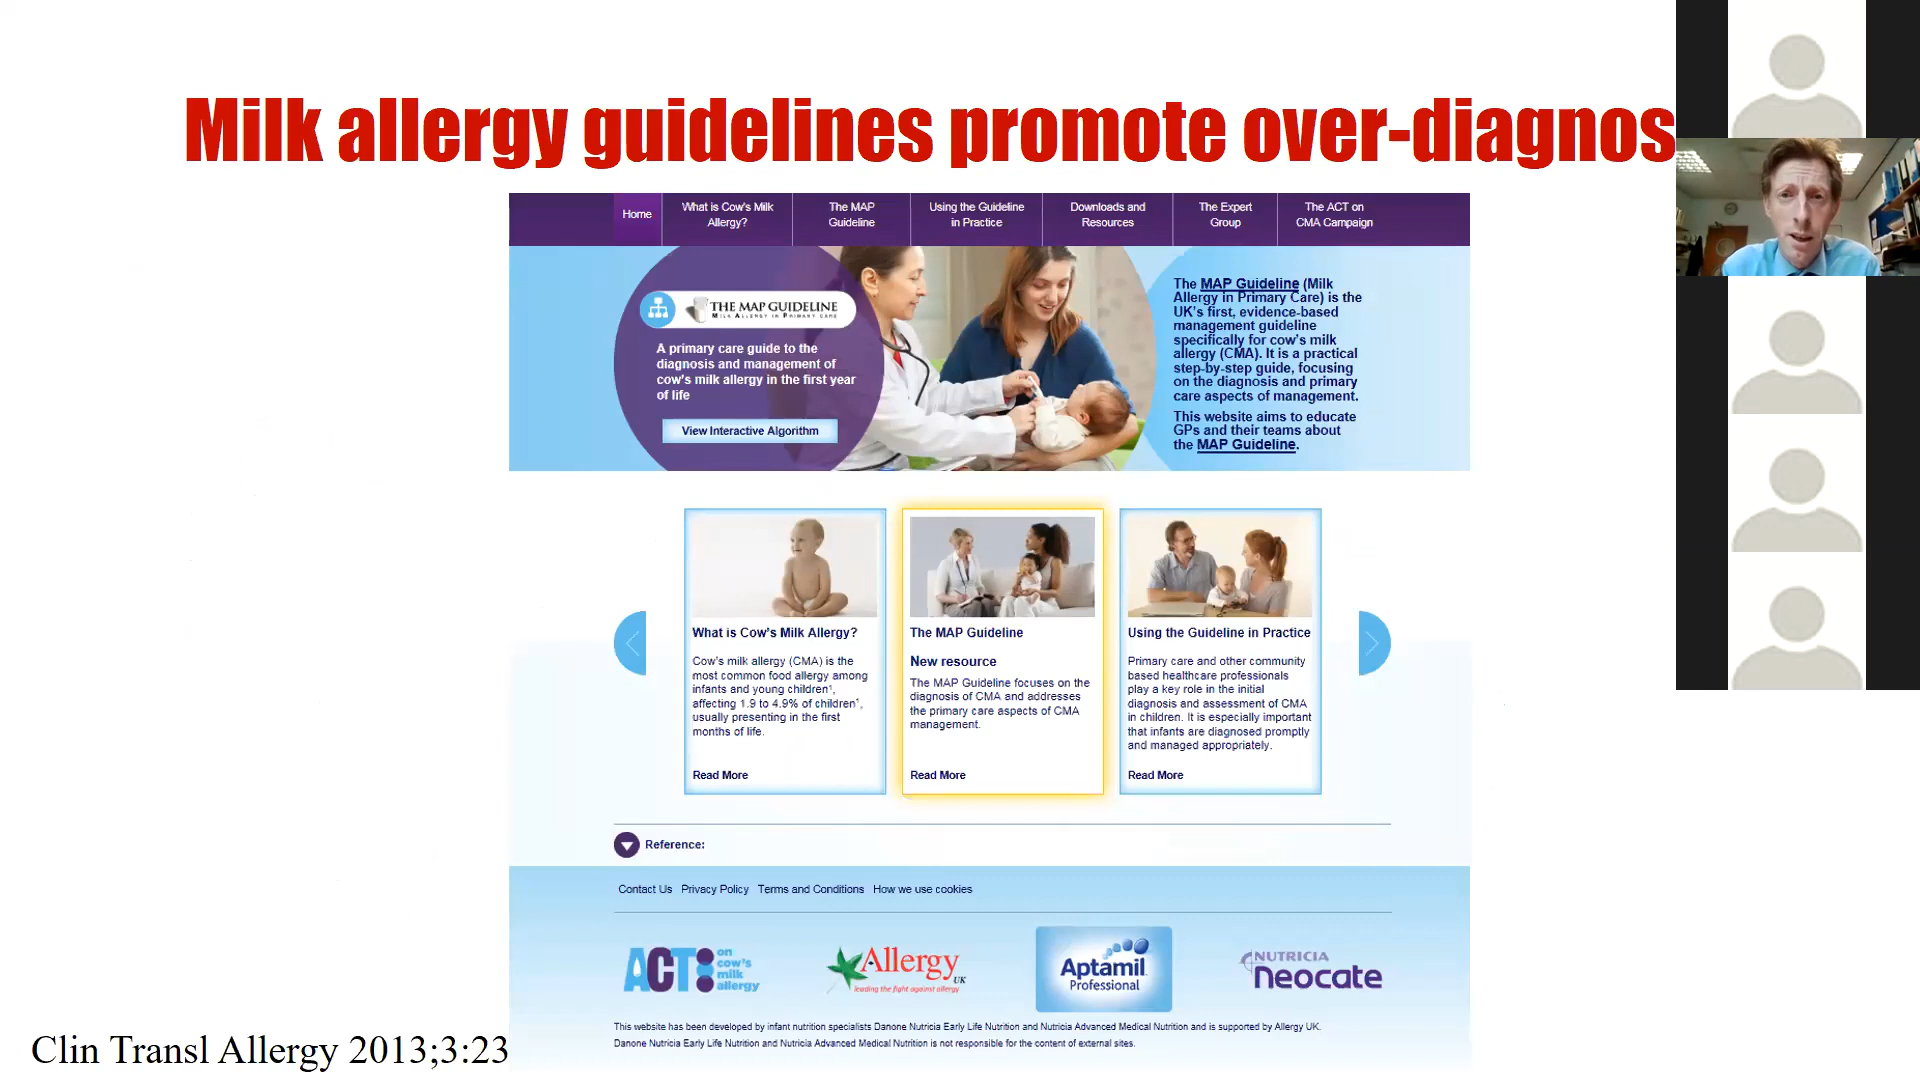 Milk allergy guidelines promote over-diagnos
Home
What is Cow's Milk
Allergy?
The MAP
Guideline
Using the Guideline
in Practice
Downloads and
Resources
The Expert
Group
The ACT on
CMA Campaign
THE MAP GUIDELINE
MILK ALLERGY IN PRIMARY CARE
A primary care guide to the
diagnosis and management of
cow's milk allergy in the first year
of life
View Interactive Algorithm
The MAP Guideline (Milk
Allergy in Primary Care) is the
UK's first, evidence-based
management guideline
specifically for cow's milk
allergy (CMA). It is a practical
step-by-step guide, focusing
on the diagnosis and primary
care aspects of management.
This website aims to educate
GPs and their teams about
the MAP Guideline.
What is Cow's Milk Allergy?
Cow's milk allergy (CMA) is the
most common food allergy among
infants and young children¹,
affecting 1.9 to 4.9% of children¹,
usually presenting in the first
months of life.
Read More
The MAP Guideline
New resource
The MAP Guideline focuses on the
diagnosis of CMA and addresses
the primary care aspects of CMA
management.
Read More
Using the Guideline in Practice
Primary care and other community
based healthcare professionals
play a key role in the initial
diagnosis and assessment of CMA
in children. It is especially important
that infants are diagnosed promptly
and managed appropriately.
Read More
Reference:
Contact Us Privacy Policy Terms and Conditions How we use cookies
ACT on
cow's
milk
allergy
Allergy UK
leading the fight against allergy
Aptamil
Professional
NUTRICIA
neocate
This website has been developed by infant nutrition specialists Danone Nutricia Early Life Nutrition and Nutricia Advanced Medical Nutrition and is supported by Allergy UK.
Danone Nutricia Early Life Nutrition and Nutricia Advanced Medical Nutrition is not responsible for the content of external sites.
Clin Transl Allergy 2013;3:23